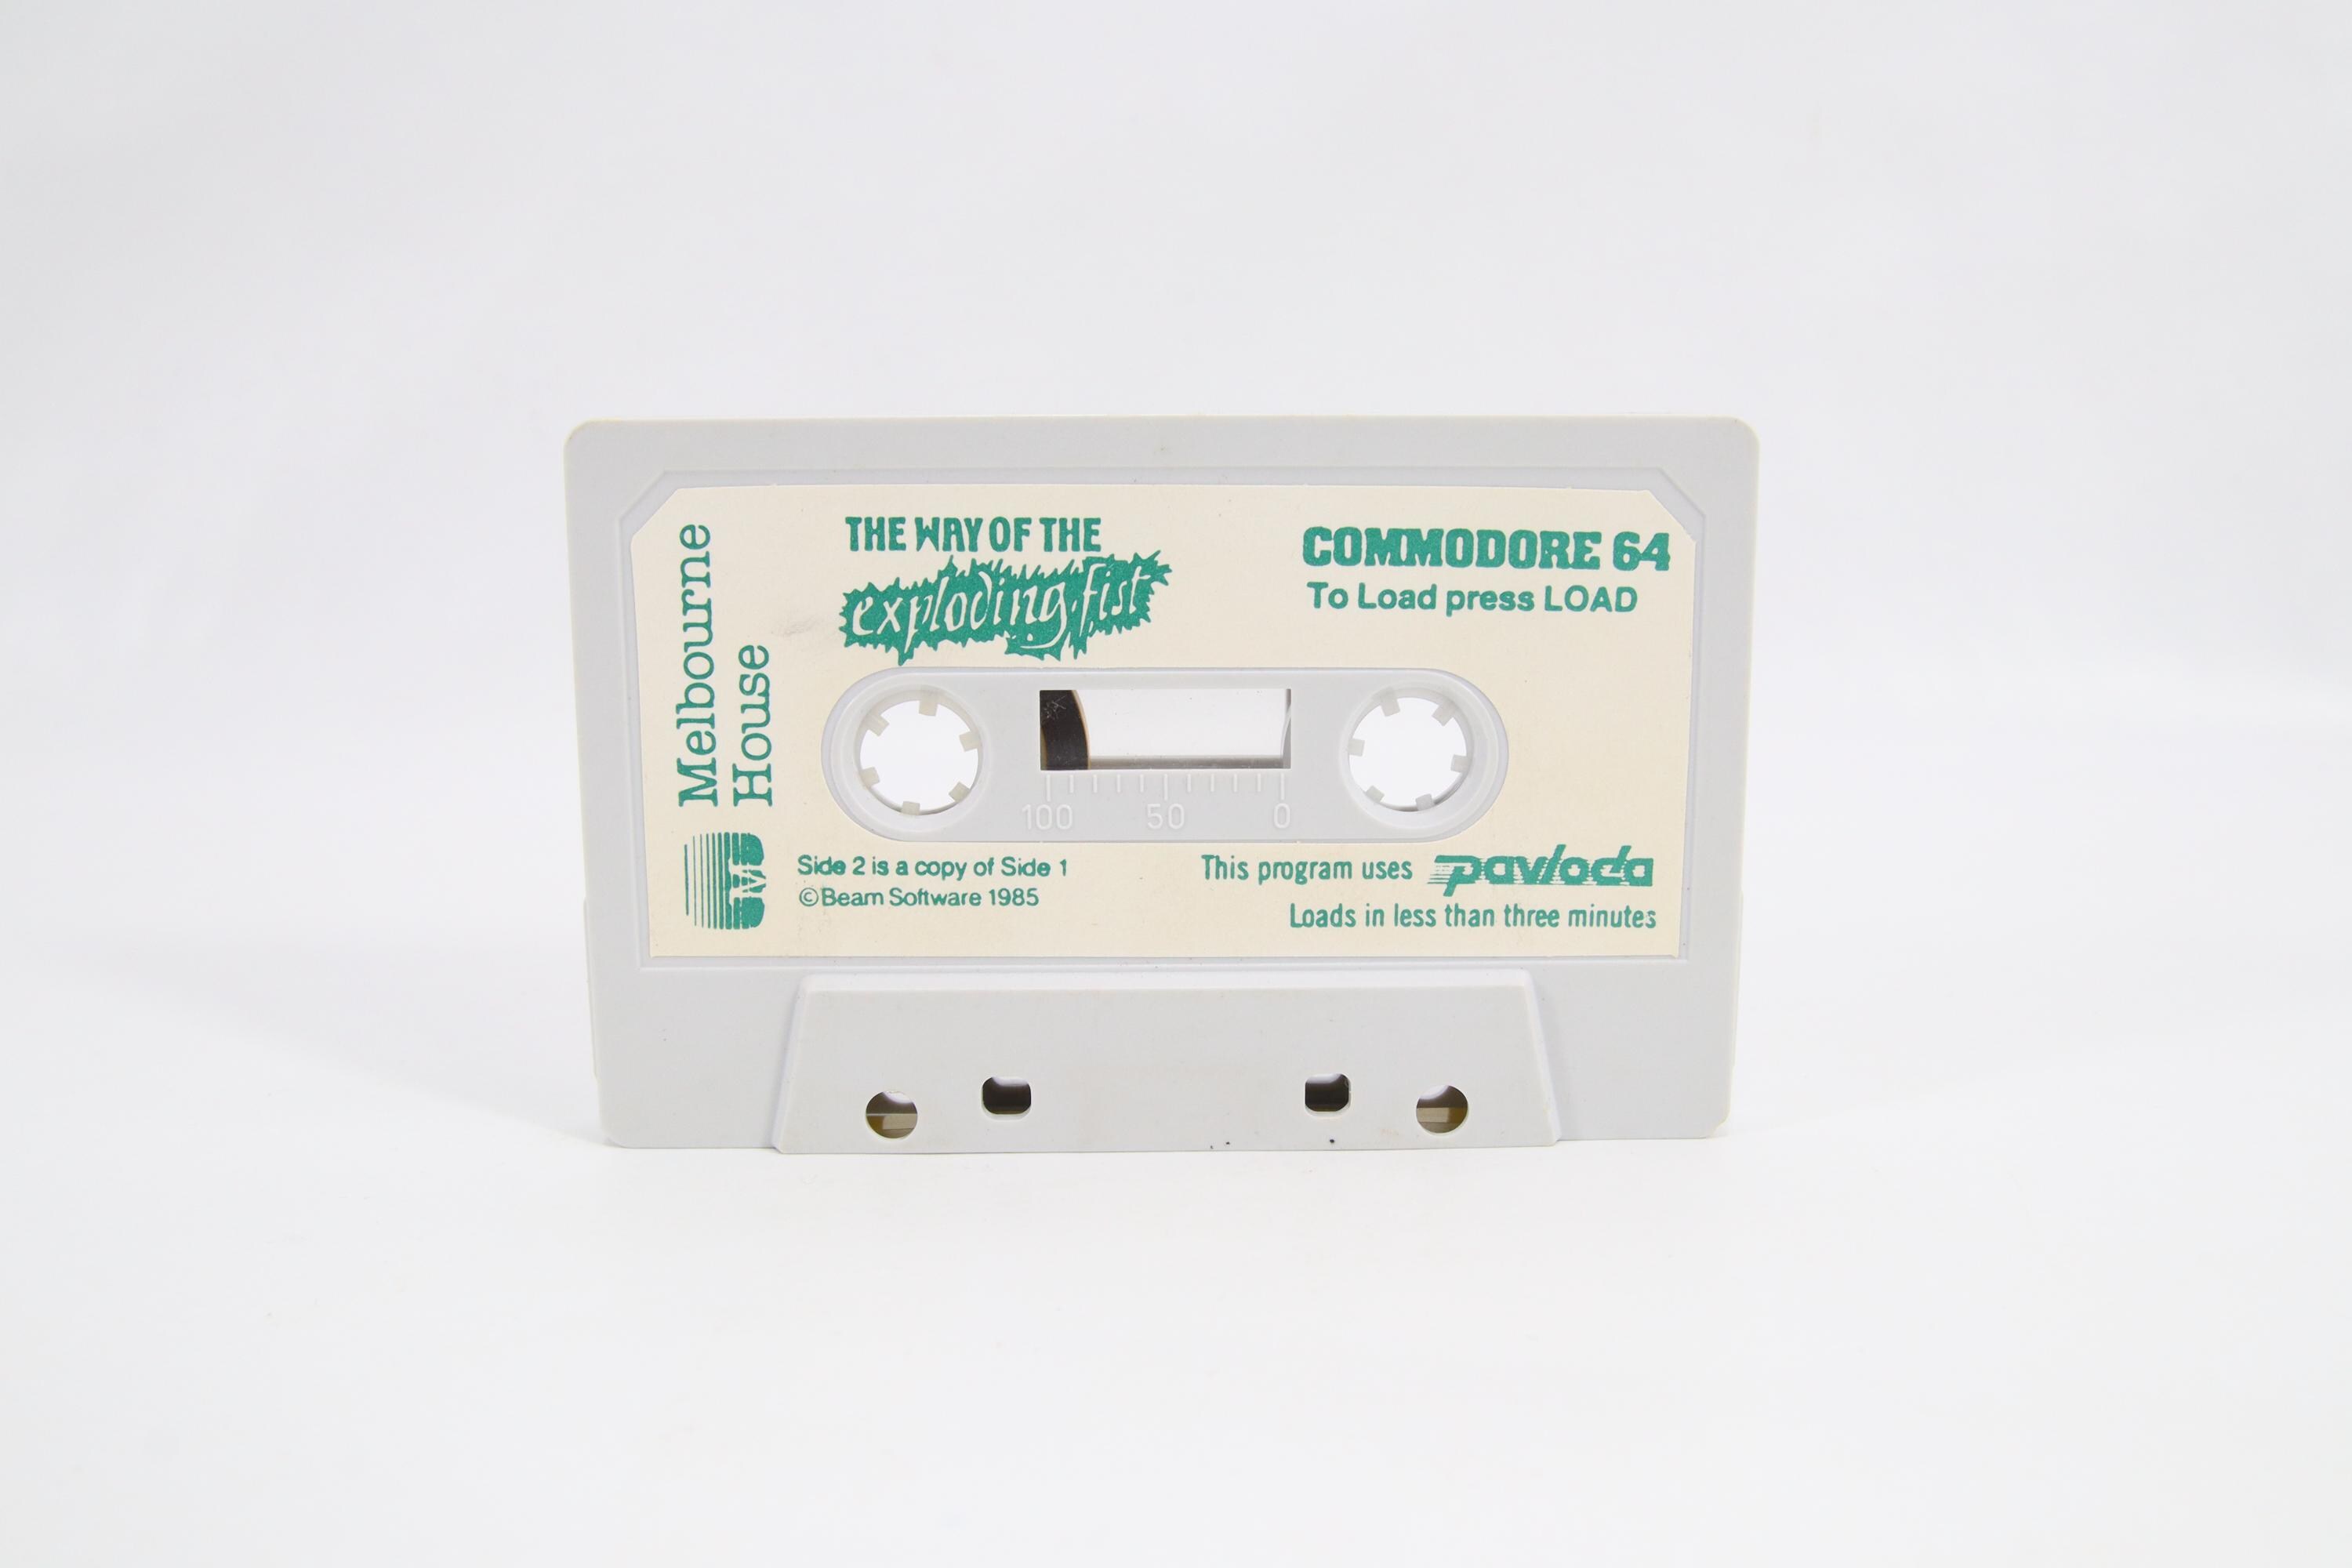 Melbourne
House
THE WAY OF THE
exploding fist
COMMODORE 64
To Load press LOAD
100 50 0
Side 2 is a copy of Side 1
©Beam Software 1985
This program uses pavloda
Loads in less than three minutes